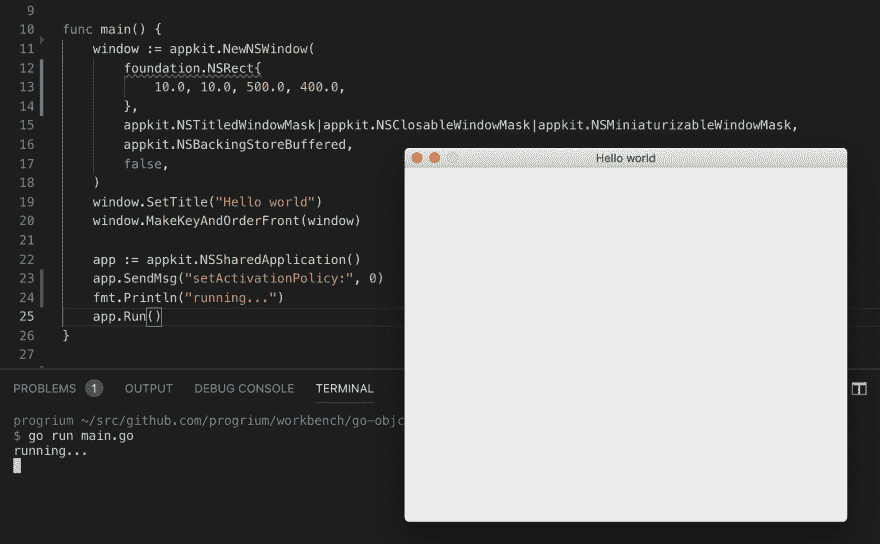 9
10 func main() {
11 window := appkit.NewNSWindow(
12 foundation.NSRect{
13 10.0, 10.0, 500.0, 400.0,
14 },
15 appkit.NSTitledWindowMask|appkit.NSClosableWindowMask|appkit.NSMiniaturizableWindowMask,
16 appkit.NSBackingStoreBuffered,
17 false,
18 )
19 window.SetTitle("Hello world")
20 window.MakeKeyAndOrderFront(window)
21
22 app := appkit.NSSharedApplication()
23 app.SendMsg("setActivationPolicy:", 0)
24 fmt.Println("running...")
25 app.Run()
26 }
27
Hello world
PROBLEMS 1 OUTPUT DEBUG CONSOLE TERMINAL
progrium ~/src/github.com/progrium/workbench/go-objc
$ go run main.go
running...